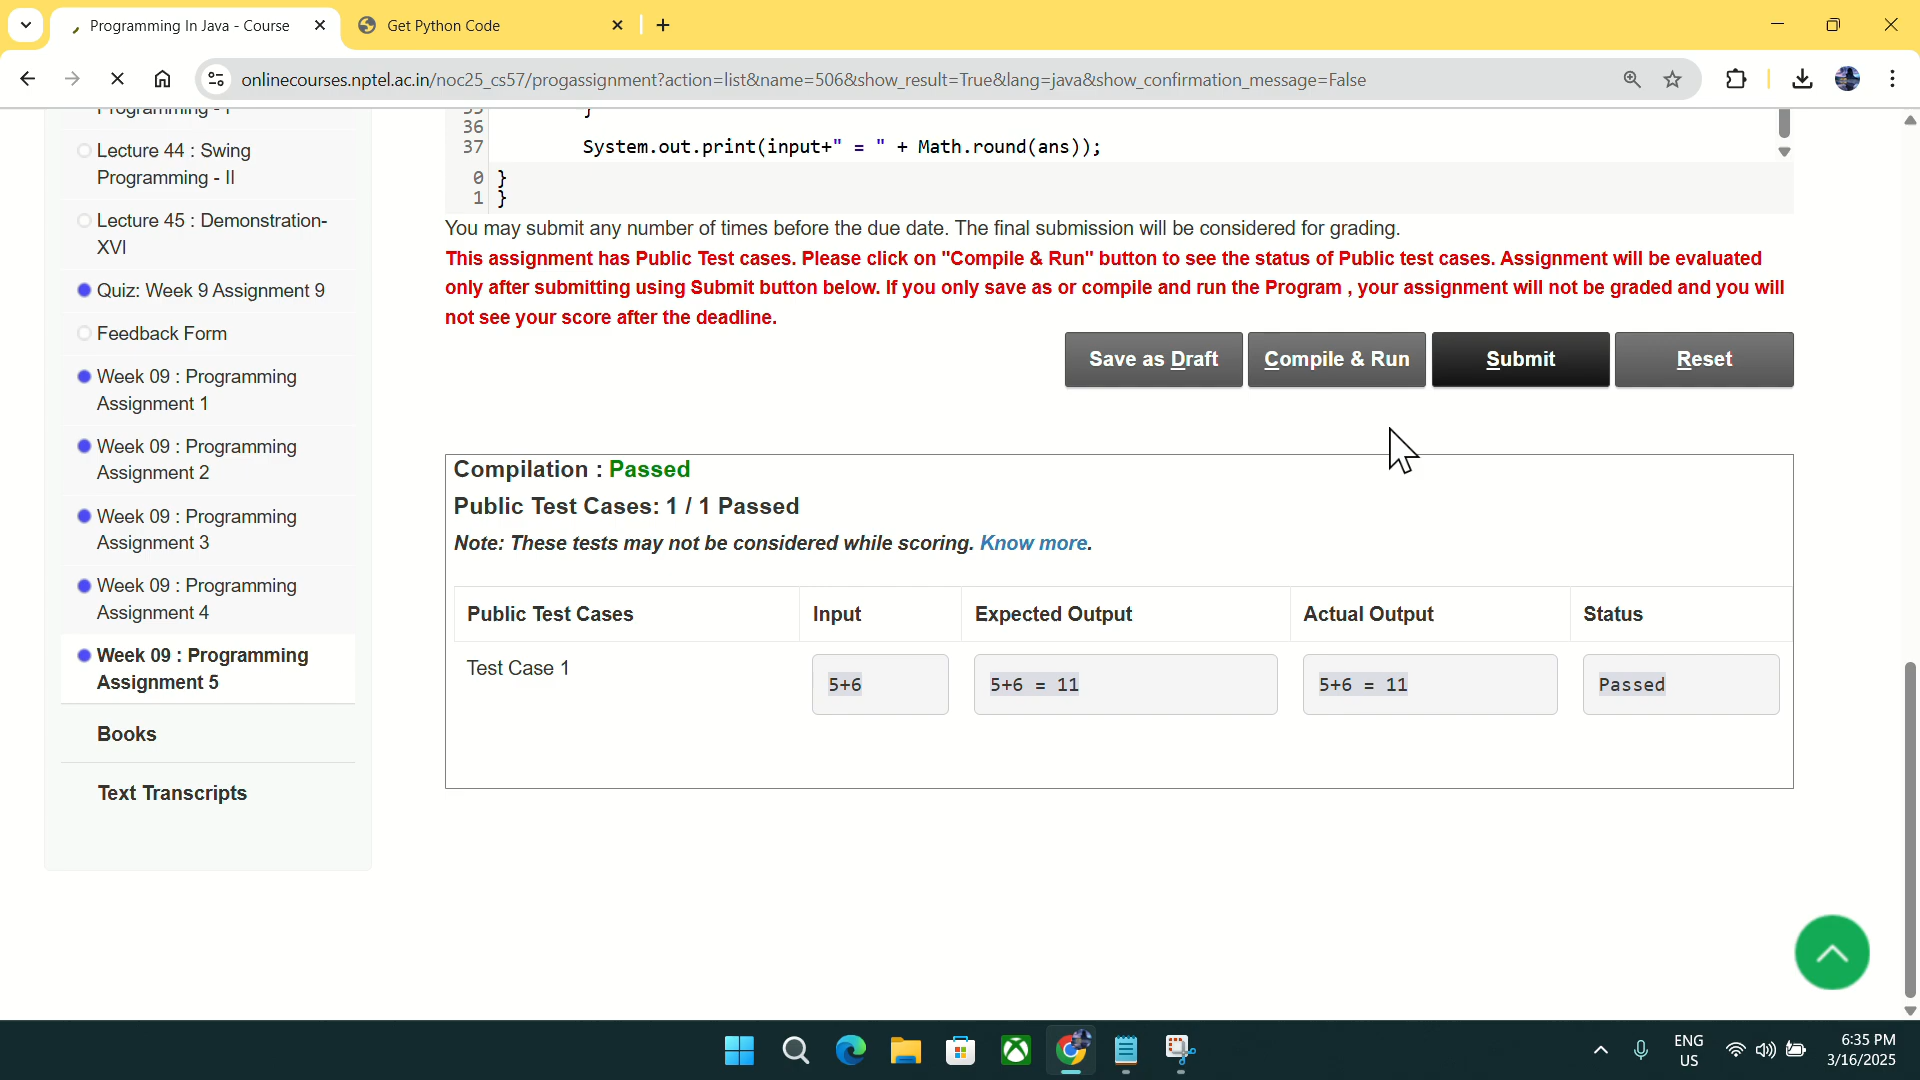 Programming In Java - Course
Get Python Code
onlinecourses.nptel.ac.in/noc25_cs57/progassignment?action=list&name=506&show_result=True&lang=java&show_confirmation_message=False
Programming - I
Lecture 44 : Swing
Programming - II
Lecture 45 : Demonstration-
XVI
Quiz: Week 9 Assignment 9
Feedback Form
Week 09 : Programming
Assignment 1
Week 09 : Programming
Assignment 2
Week 09 : Programming
Assignment 3
Week 09 : Programming
Assignment 4
Week 09 : Programming
Assignment 5
Books
Text Transcripts
35 }
36
37 System.out.print(input+" = " + Math.round(ans));
0 }
1 }
You may submit any number of times before the due date. The final submission will be considered for grading.
This assignment has Public Test cases. Please click on "Compile & Run" button to see the status of Public test cases. Assignment will be evaluated
only after submitting using Submit button below. If you only save as or compile and run the Program , your assignment will not be graded and you will
not see your score after the deadline.
Save as Draft Compile & Run Submit Reset
Compilation : Passed
Public Test Cases: 1 / 1 Passed
Note: These tests may not be considered while scoring. Know more.
Public Test Cases Input Expected Output Actual Output Status
Test Case 1 5+6 5+6 = 11 5+6 = 11 Passed
ENG
US
6:35 PM
3/16/2025